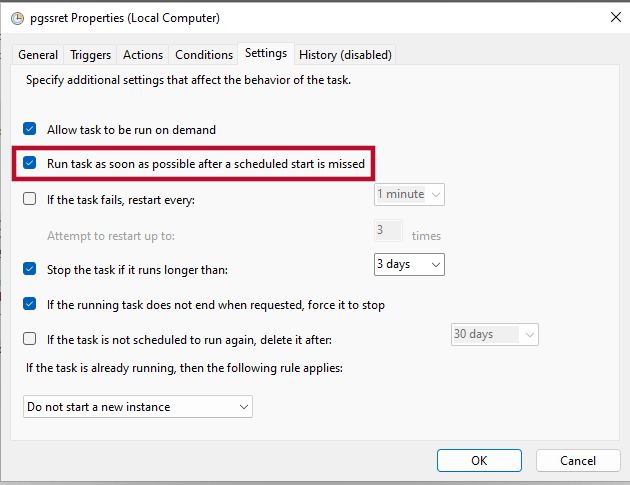 pgssret Properties (Local Computer)
General Triggers Actions Conditions Settings History (disabled)
Specify additional settings that affect the behavior of the task.
Allow task to be run on demand
Run task as soon as possible after a scheduled start is missed
If the task fails, restart every: 1 minute
Attempt to restart up to: 3 times
Stop the task if it runs longer than: 3 days
If the running task does not end when requested, force it to stop
If the task is not scheduled to run again, delete it after: 30 days
If the task is already running, then the following rule applies:
Do not start a new instance
OK Cancel